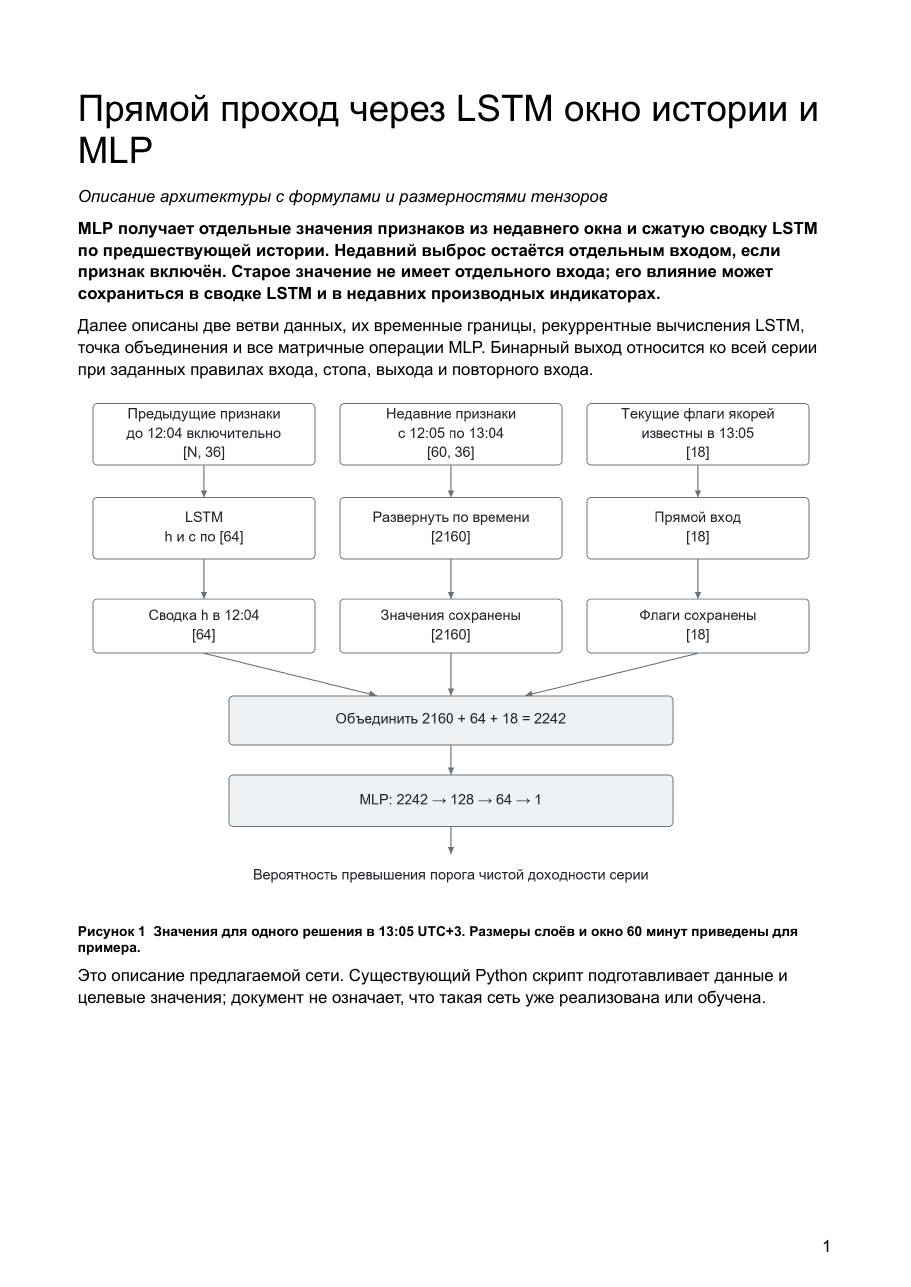 Прямой проход через LSTM окно истории и
MLP
Описание архитектуры с формулами и размерностями тензоров
MLP получает отдельные значения признаков из недавнего окна и сжатую сводку LSTM
по предшествующей истории. Недавний выброс остаётся отдельным входом, если
признак включён. Старое значение не имеет отдельного входа; его влияние может
сохраниться в сводке LSTM и в недавних производных индикаторах.
Далее описаны две ветви данных, их временные границы, рекуррентные вычисления LSTM,
точка объединения и все матричные операции MLP. Бинарный выход относится ко всей серии
при заданных правилах входа, стопа, выхода и повторного входа.
Предыдущие признаки
до 12:04 включительно
[N, 36]
Недавние признаки
с 12:05 по 13:04
[60, 36]
Текущие флаги якорей
известны в 13:05
[18]
LSTM
h и c по [64]
Развернуть по времени
[2160]
Прямой вход
[18]
Сводка h в 12:04
[64]
Значения сохранены
[2160]
Флаги сохранены
[18]
Объединить 2160 + 64 + 18 = 2242
MLP: 2242 → 128 → 64 → 1
Вероятность превышения порога чистой доходности серии
Рисунок 1  Значения для одного решения в 13:05 UTC+3. Размеры слоёв и окно 60 минут приведены для
примера.
Это описание предлагаемой сети. Существующий Python скрипт подготавливает данные и
целевые значения; документ не означает, что такая сеть уже реализована или обучена.
1